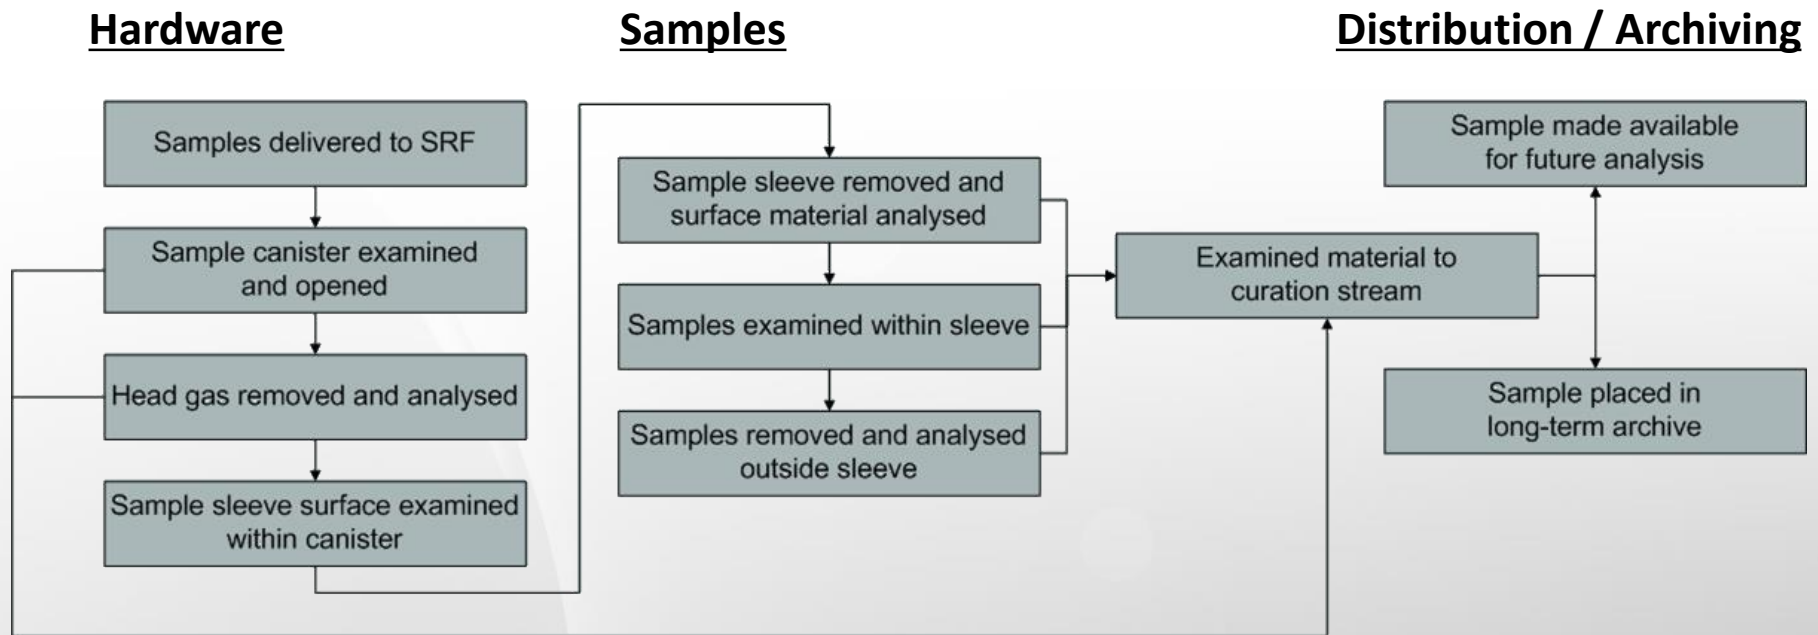 Hardware
Samples
Distribution / Archiving
Samples delivered to SRF
Sample canister examined
and opened
Head gas removed and analysed
Sample sleeve surface examined
within canister
Sample sleeve removed and
surface material analysed
Samples examined within sleeve
Samples removed and analysed
outside sleeve
Examined material to
curation stream
Sample made available
for future analysis
Sample placed in
long-term archive